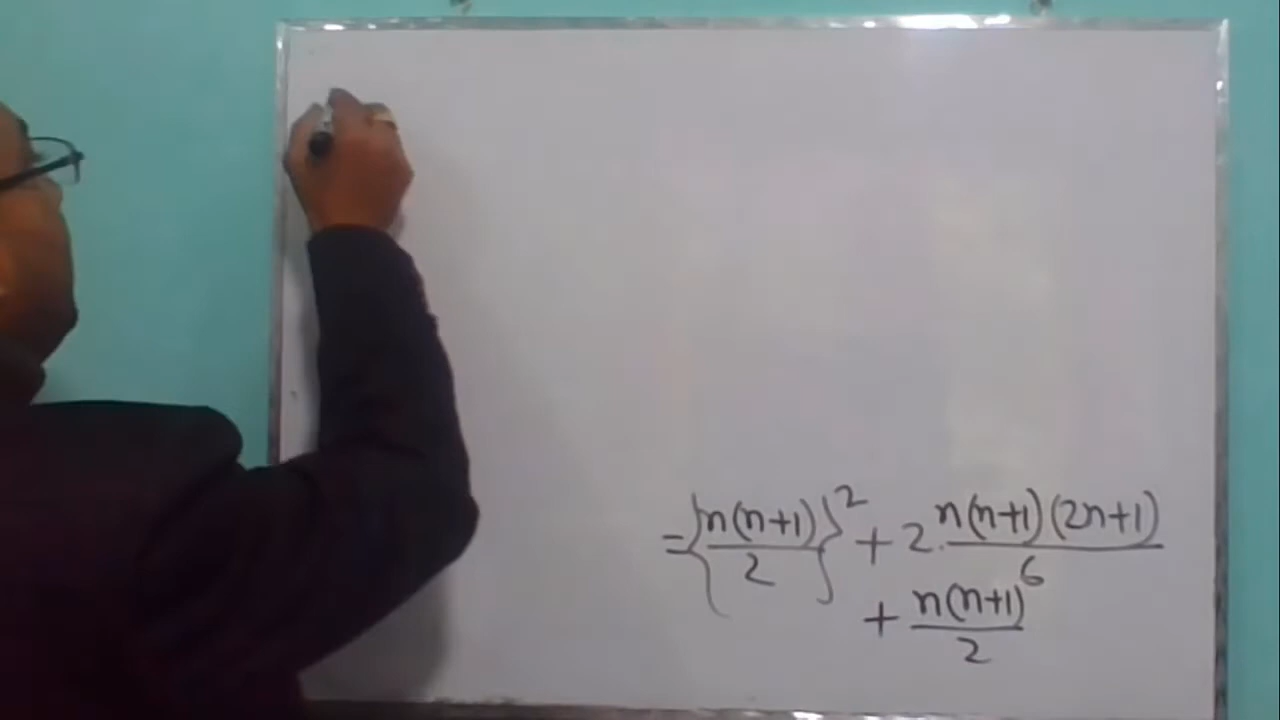 = {n(n+1)/2}² + 2. n(n+1)(2n+1)/6
+ n(n+1)/2